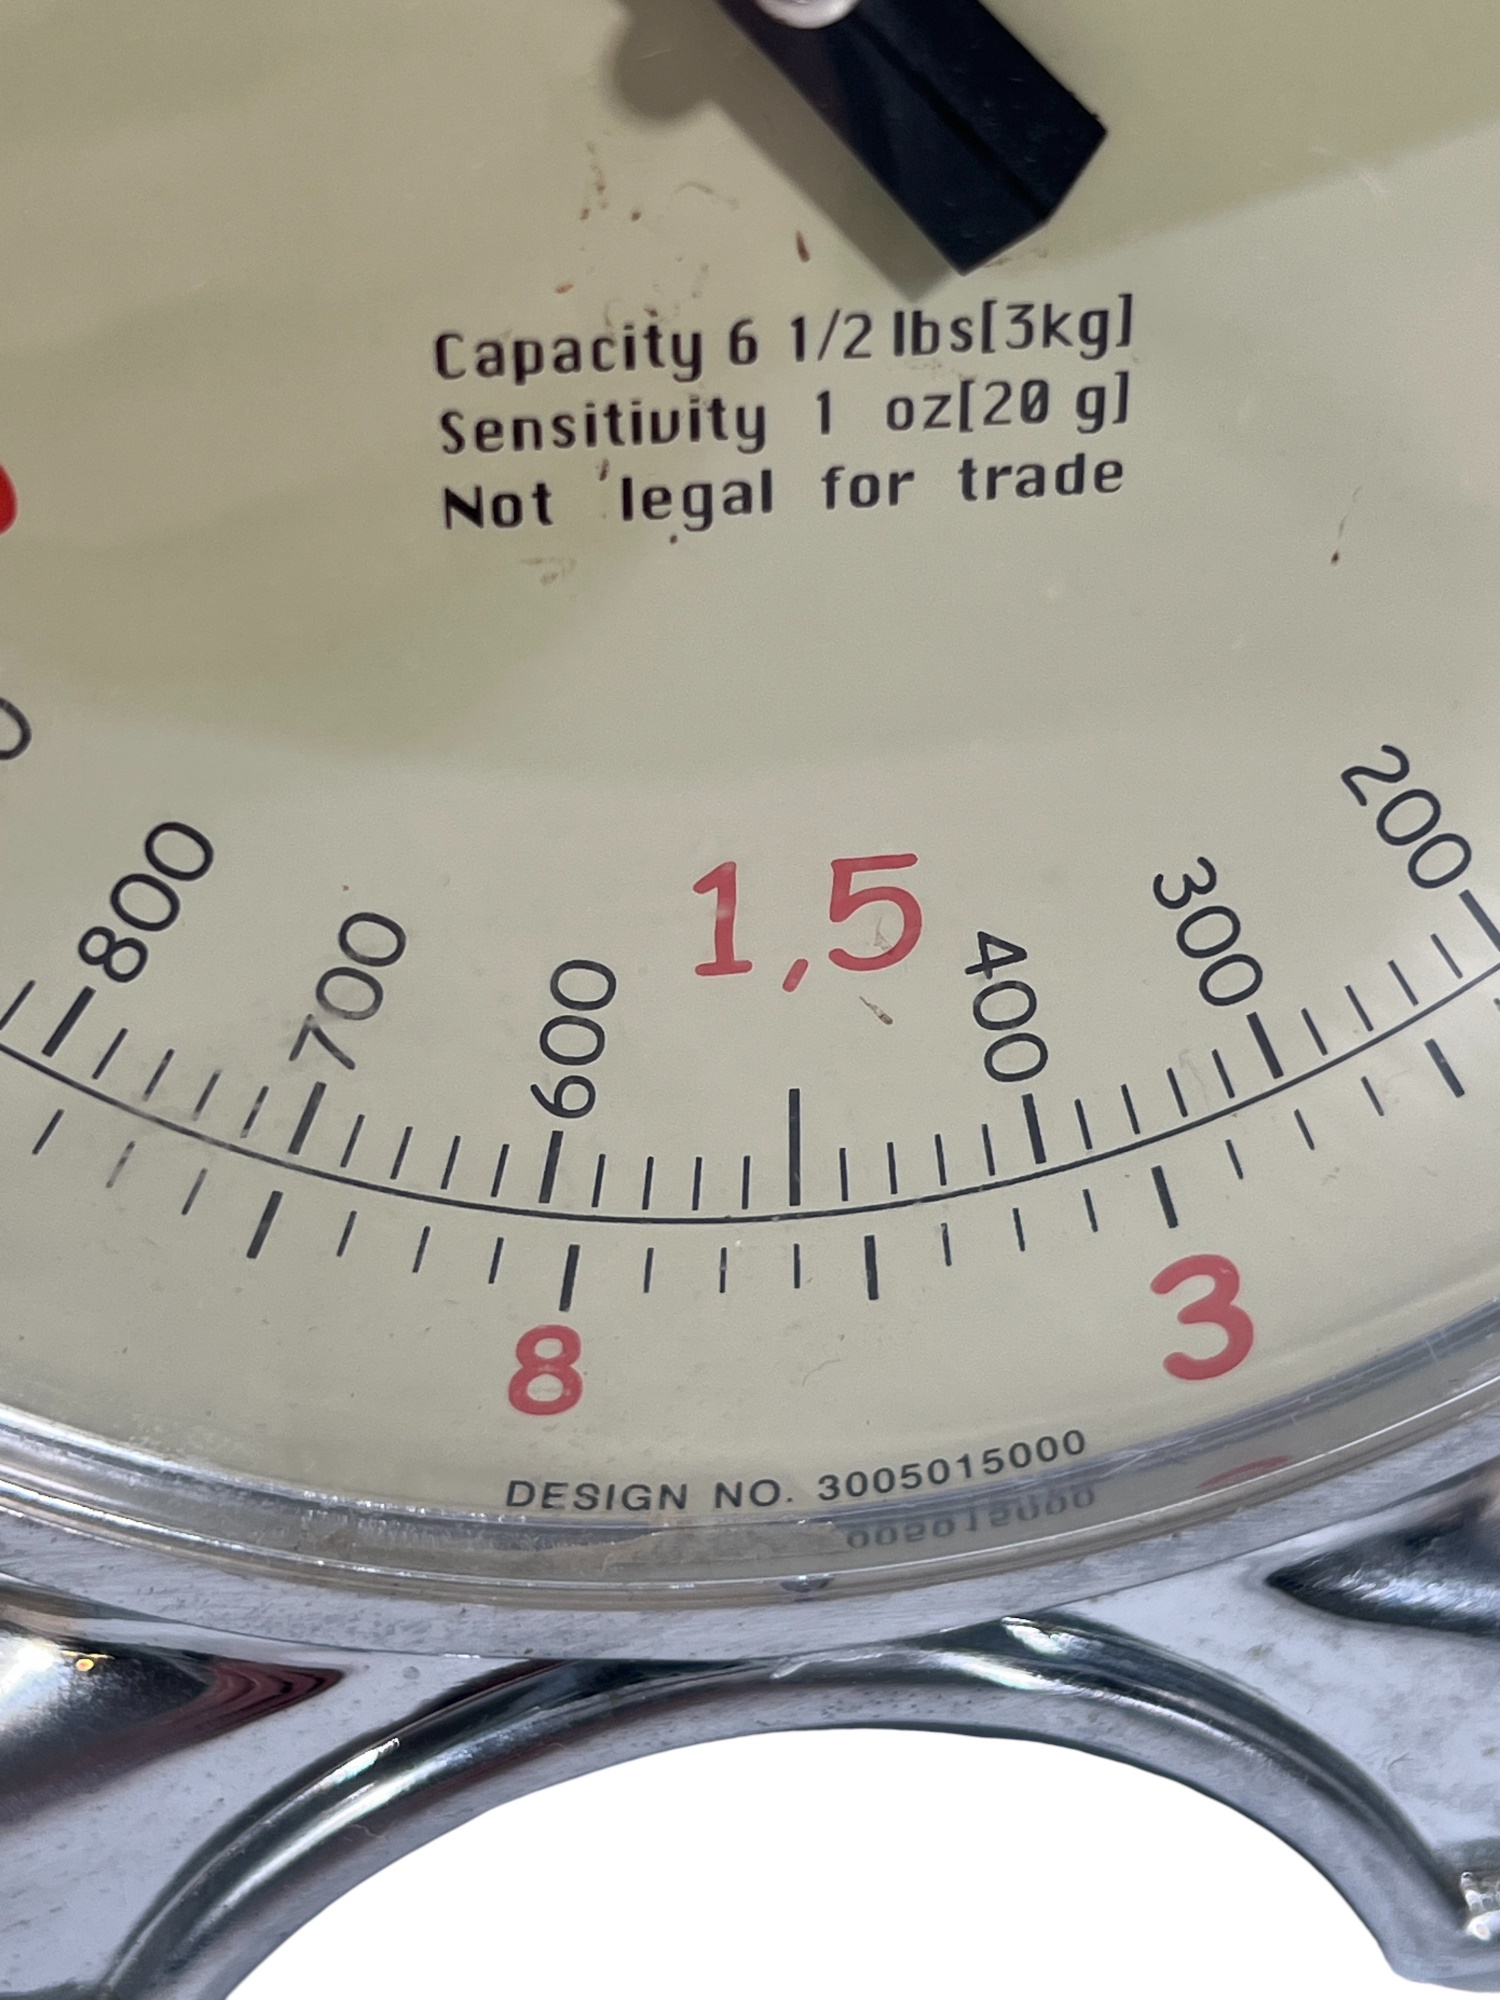 Capacity 6 1/2 lbs[3kg]
Sensitivity 1 oz[20 g]
Not legal for trade
800
700
600
1,5
400
300
200
8
3
DESIGN NO. 3005015000